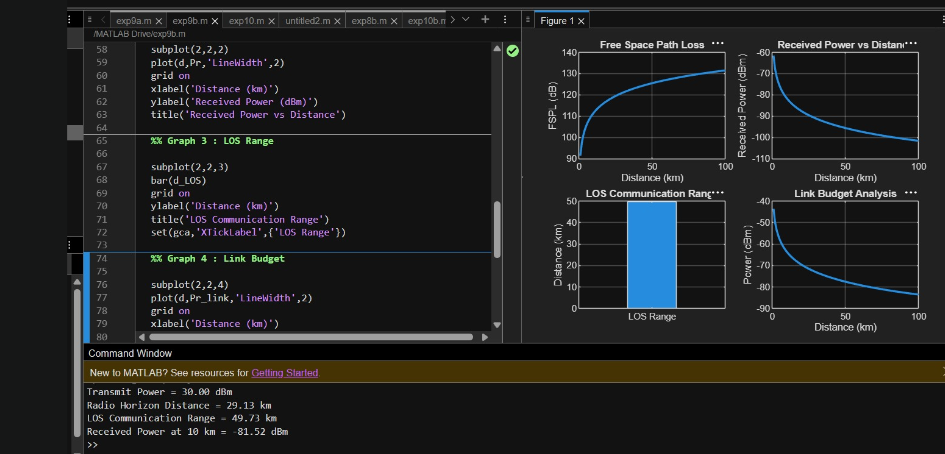 exp9a.m × exp9b.m × exp10.m × untitled2.m × exp8b.m × exp10b.m
/MATLAB Drive/exp9b.m
58 subplot(2,2,2)
59 plot(d,Pr,'LineWidth',2)
60 grid on
61 xlabel('Distance (km)')
62 ylabel('Received Power (dBm)')
63 title('Received Power vs Distance')
64
65 %% Graph 3 : LOS Range
66
67 subplot(2,2,3)
68 bar(d_LOS)
69 grid on
70 ylabel('Distance (km)')
71 title('LOS Communication Range')
72 set(gca,'XTickLabel',{'LOS Range'})
73
74 %% Graph 4 : Link Budget
75
76 subplot(2,2,4)
77 plot(d,Pr_link,'LineWidth',2)
78 grid on
79 xlabel('Distance (km)')
80
Figure 1 ×
Free Space Path Loss
FSPL (dB)
140
130
120
110
100
90
0 50 100
Distance (km)
Received Power vs Distan
Received Power (dBm)
-60
-70
-80
-90
-100
-110
0 50 100
Distance (km)
LOS Communication Rang
Distance (km)
50
40
30
20
10
0
LOS Range
Link Budget Analysis
Power (dBm)
-40
-50
-60
-70
-80
-90
0 50 100
Distance (km)
Command Window
New to MATLAB? See resources for Getting Started
Transmit Power = 30.00 dBm
Radio Horizon Distance = 29.13 km
LOS Communication Range = 49.73 km
Received Power at 10 km = -81.52 dBm
>>